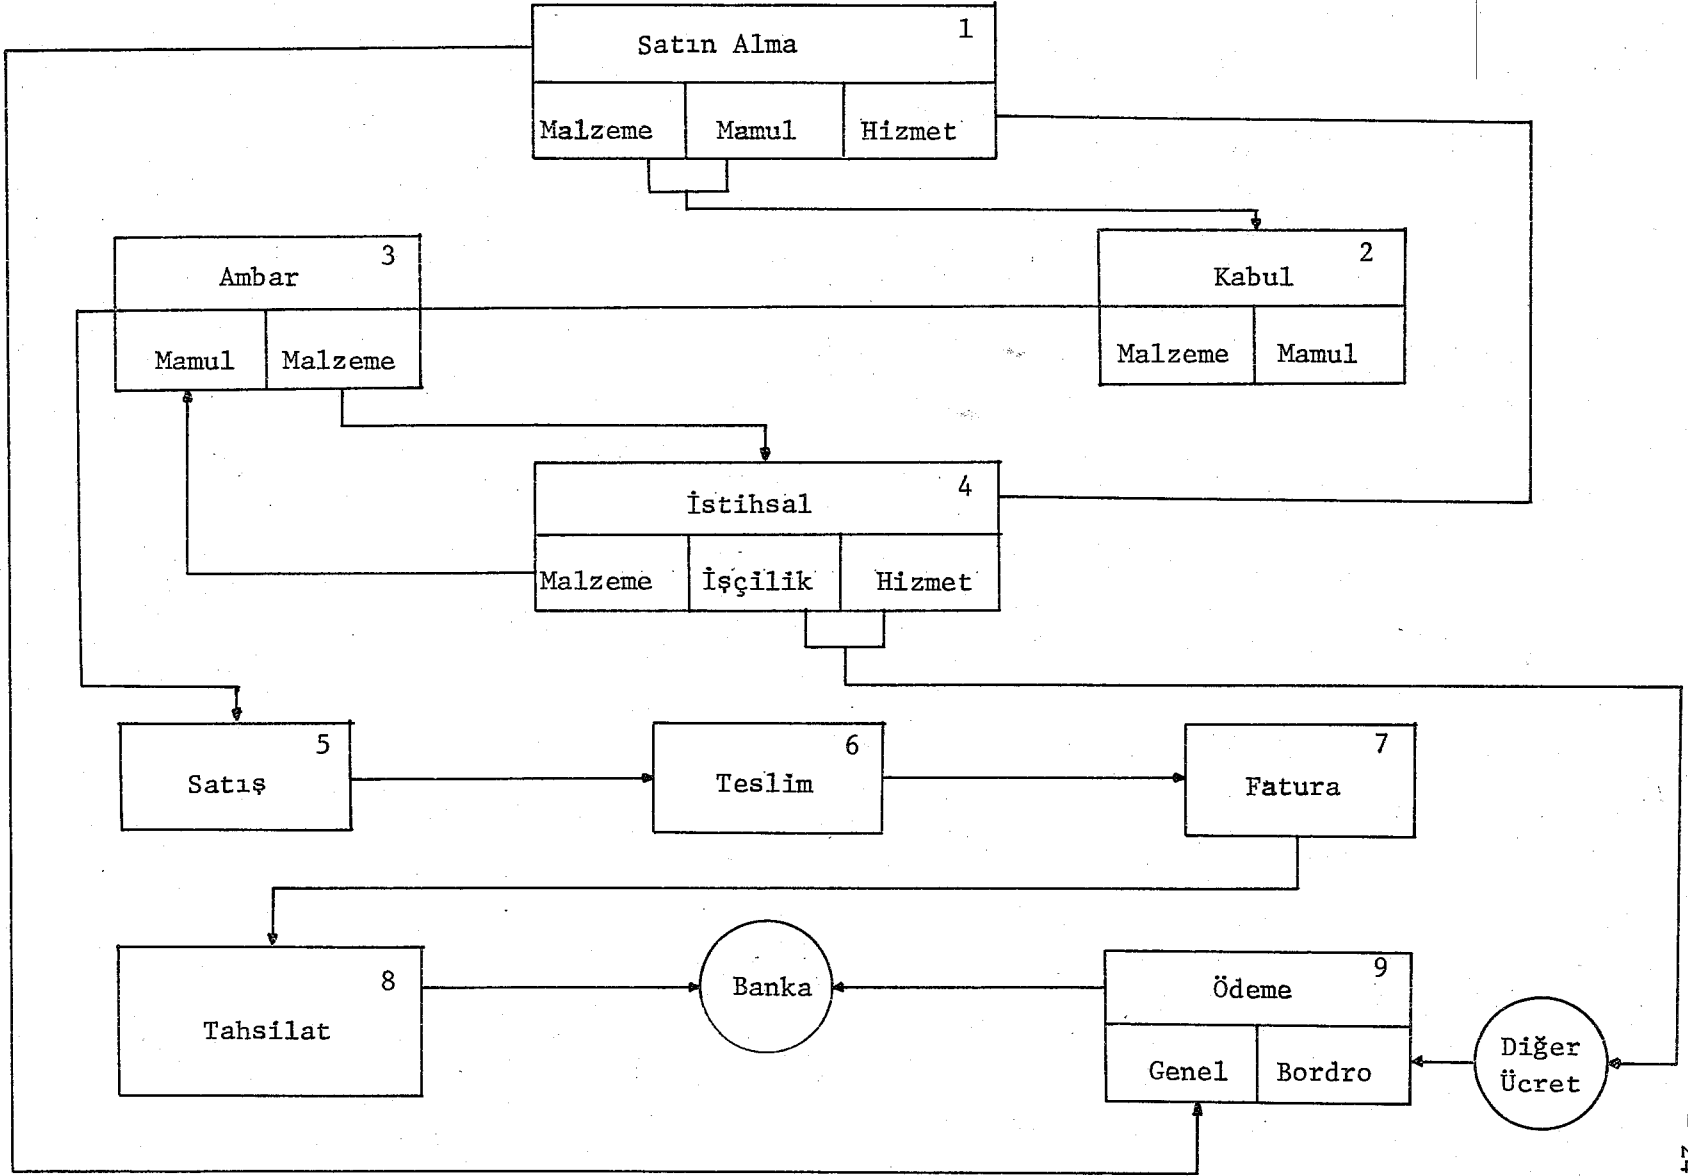 1
Satın Alma
Malzeme
Mamul
Hizmet
2
Kabul
Malzeme
Mamul
3
Ambar
Mamul
Malzeme
4
İstihsal
Malzeme
İşçilik
Hizmet
5
Satış
6
Teslim
7
Fatura
8
Tahsilat
Banka
9
Ödeme
Genel
Bordro
Diğer
Ücret